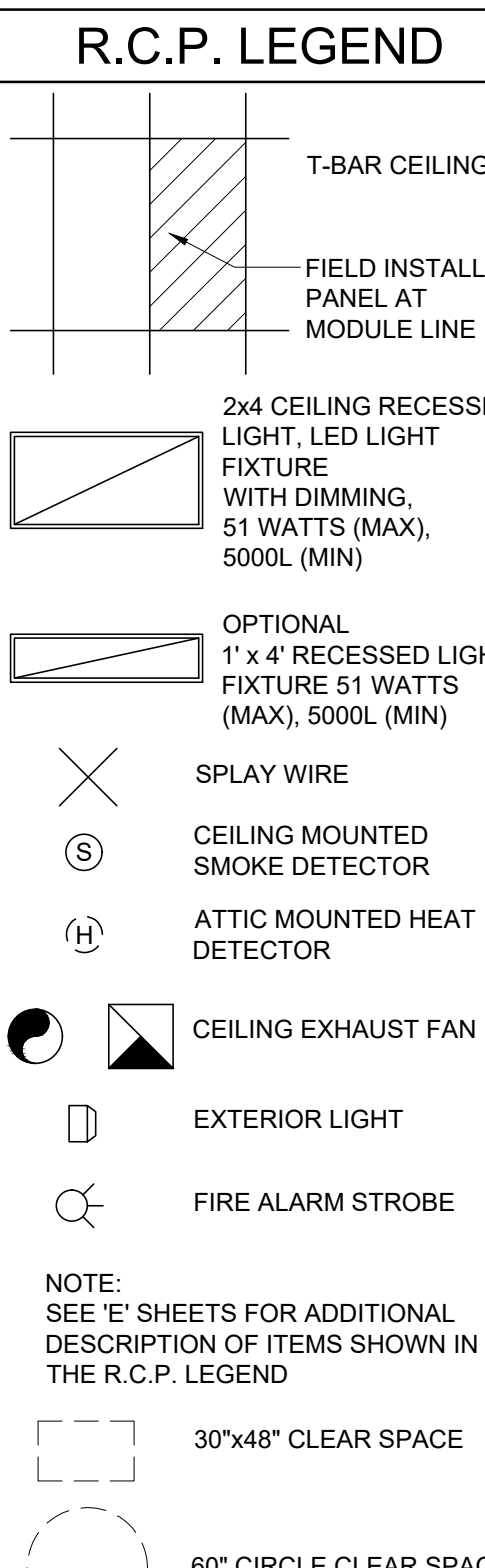 R.C.P. LEGEND
T-BAR CEILING
FIELD INSTALL
PANEL AT
MODULE LINE
2x4 CEILING RECESS
LIGHT, LED LIGHT
FIXTURE
WITH DIMMING,
51 WATTS (MAX),
5000L (MIN)
OPTIONAL
1' x 4' RECESSED LIGH
FIXTURE 51 WATTS
(MAX), 5000L (MIN)
SPLAY WIRE
S
CEILING MOUNTED
SMOKE DETECTOR
H
ATTIC MOUNTED HEAT
DETECTOR
CEILING EXHAUST FAN
EXTERIOR LIGHT
FIRE ALARM STROBE
NOTE:
SEE 'E' SHEETS FOR ADDITIONAL
DESCRIPTION OF ITEMS SHOWN IN
THE R.C.P. LEGEND
30"x48" CLEAR SPACE
60" CIRCLE CLEAR SPAC